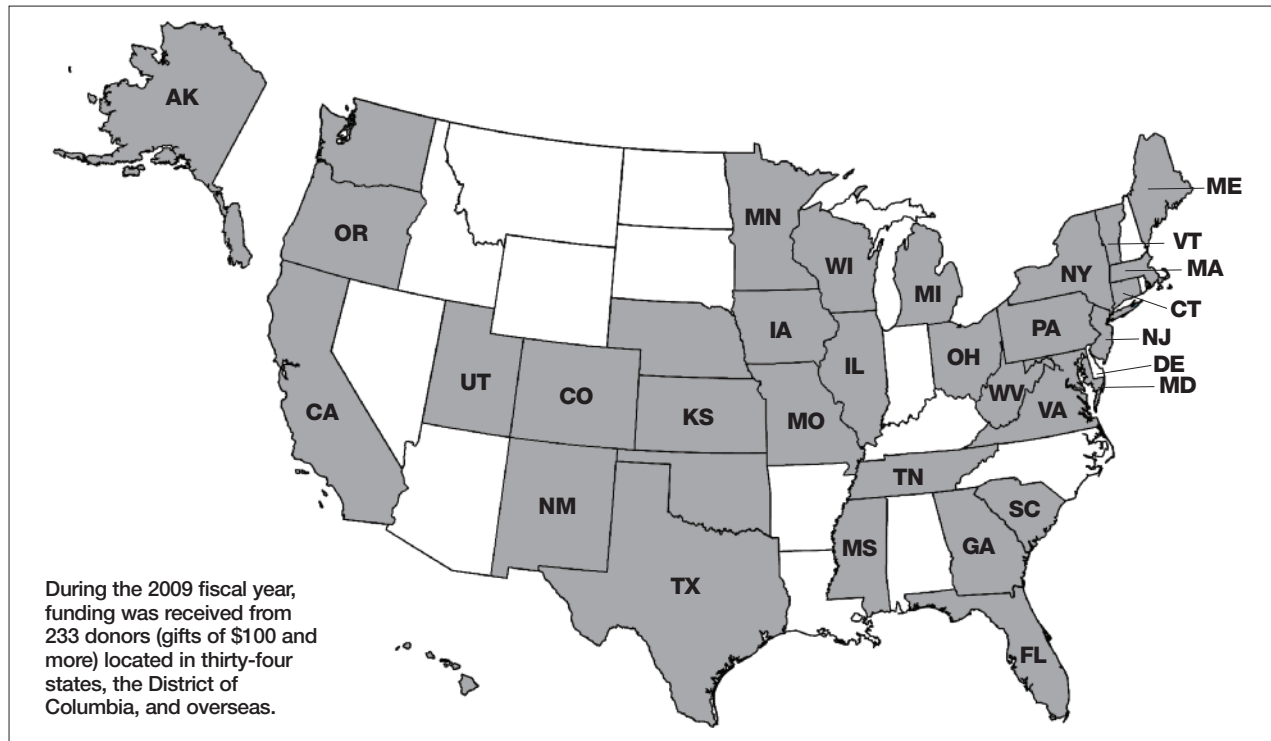 AK
ME
OR
MN
VT
WI
NY
MA
MI
CT
IA
PA
NJ
OH
IL
DE
UT
CO
WV
MD
CA
KS
MO
VA
TN
NM
SC
MS
GA
TX
FL
During the 2009 fiscal year,
funding was received from
233 donors (gifts of $100 and
more) located in thirty-four
states, the District of
Columbia, and overseas.